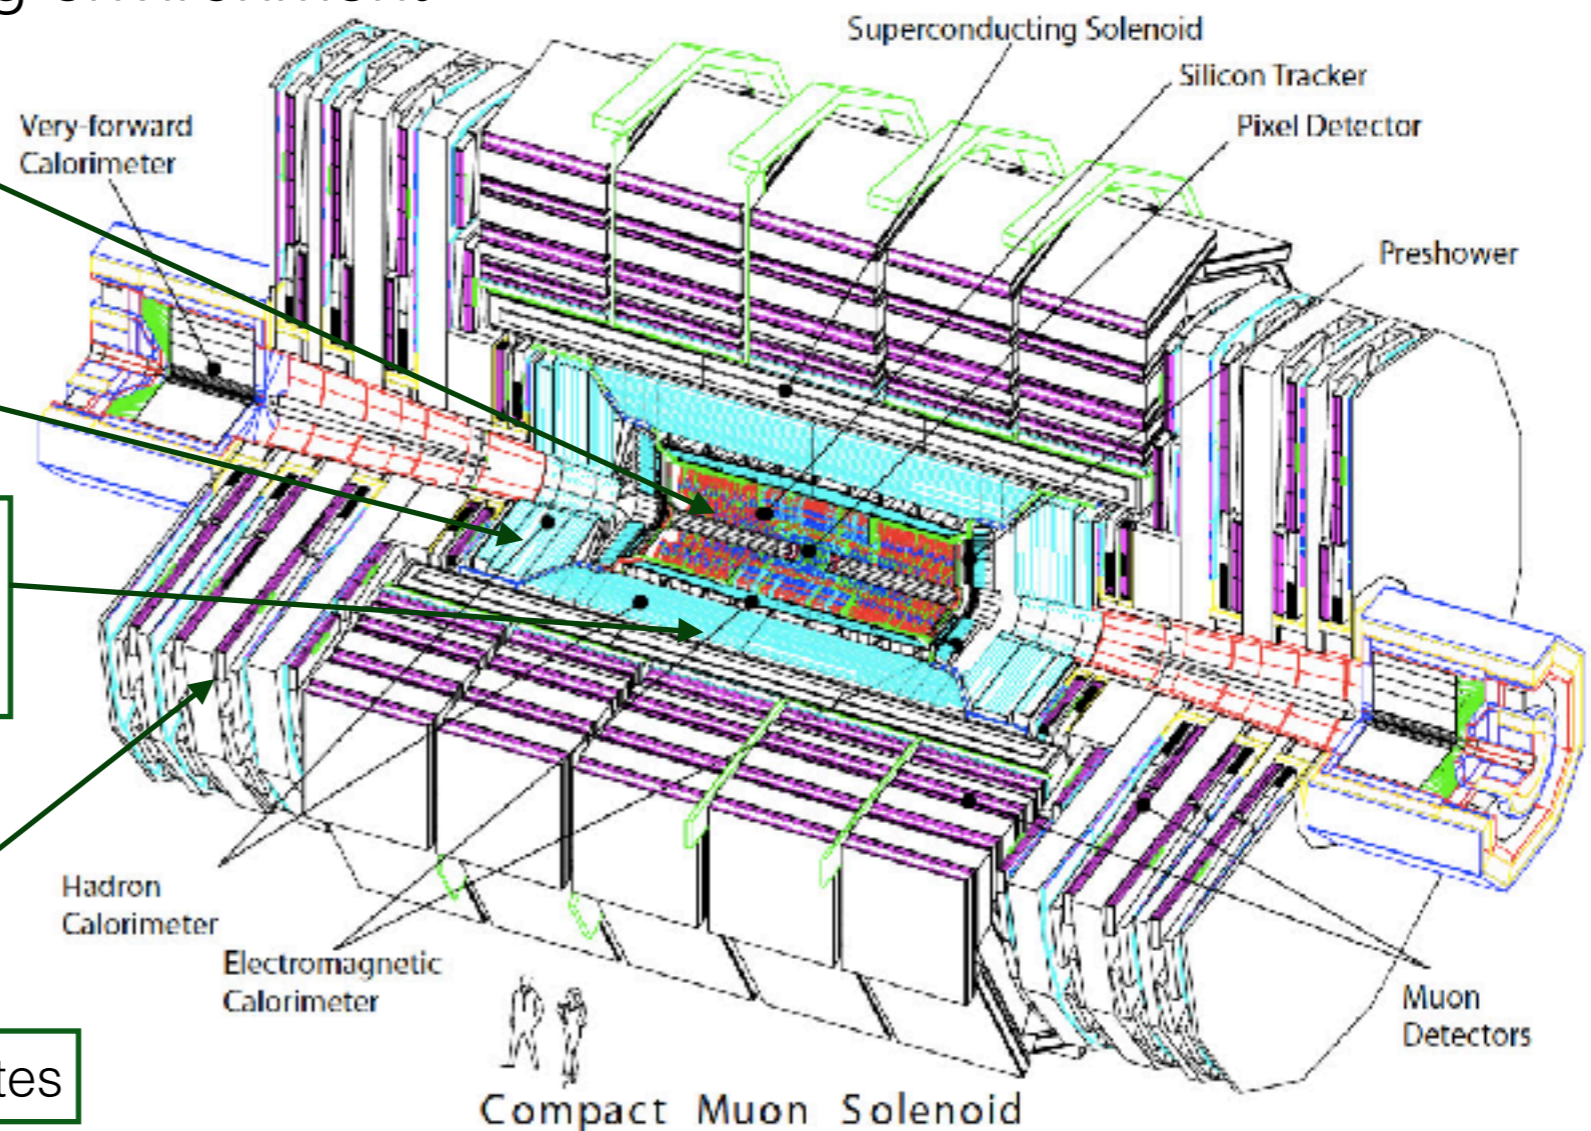 Superconducting Solenoid
Silicon Tracker
Pixel Detector
Very-forward
Calorimeter
Preshower
Hadron
Calorimeter
Electromagnetic
Calorimeter
Muon
Detectors
Compact Muon Solenoid